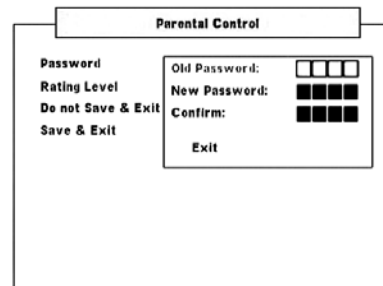 Parental Control
Password
Rating Level
Do not Save & Exit
Save & Exit
Old Password:
New Password:
Confirm:
Exit